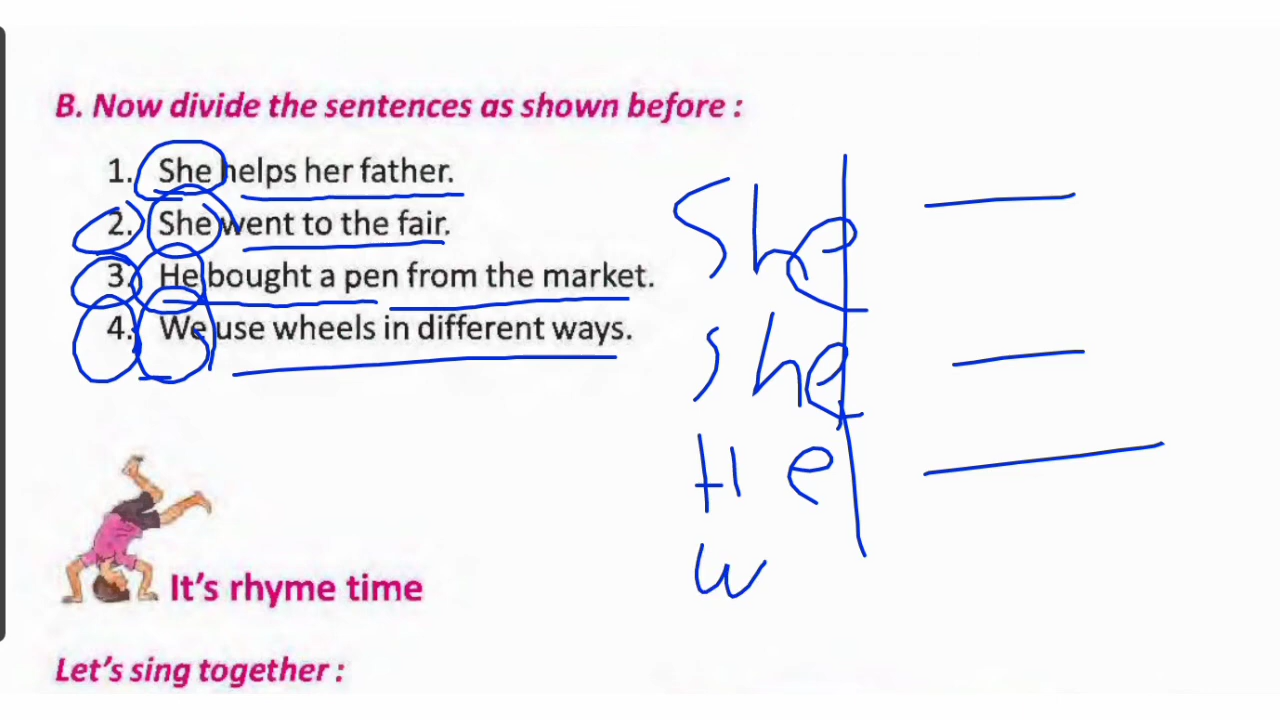 B. Now divide the sentences as shown before :
1. She helps her father.
2. She went to the fair.
3. He bought a pen from the market.
4. We use wheels in different ways.
She
She
He
W
It's rhyme time
Let's sing together :